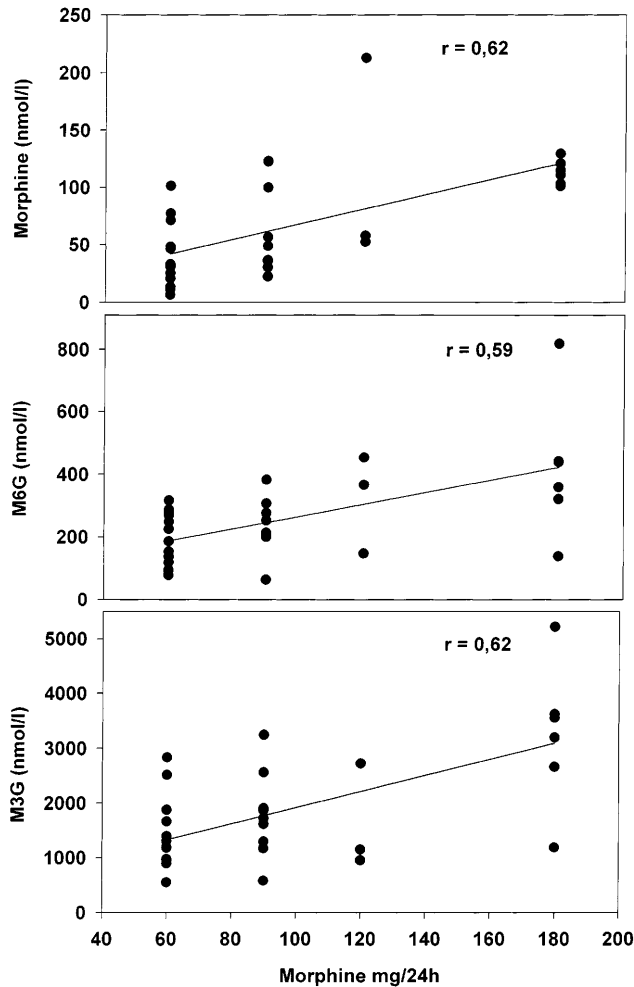 250
200
150
100
50
0
Morphine (nmol/l)
r = 0,62
800
600
400
200
0
M6G (nmol/l)
r = 0,59
5000
4000
3000
2000
1000
0
M3G (nmol/l)
r = 0,62
40 60 80 100 120 140 160 180 200
Morphine mg/24h